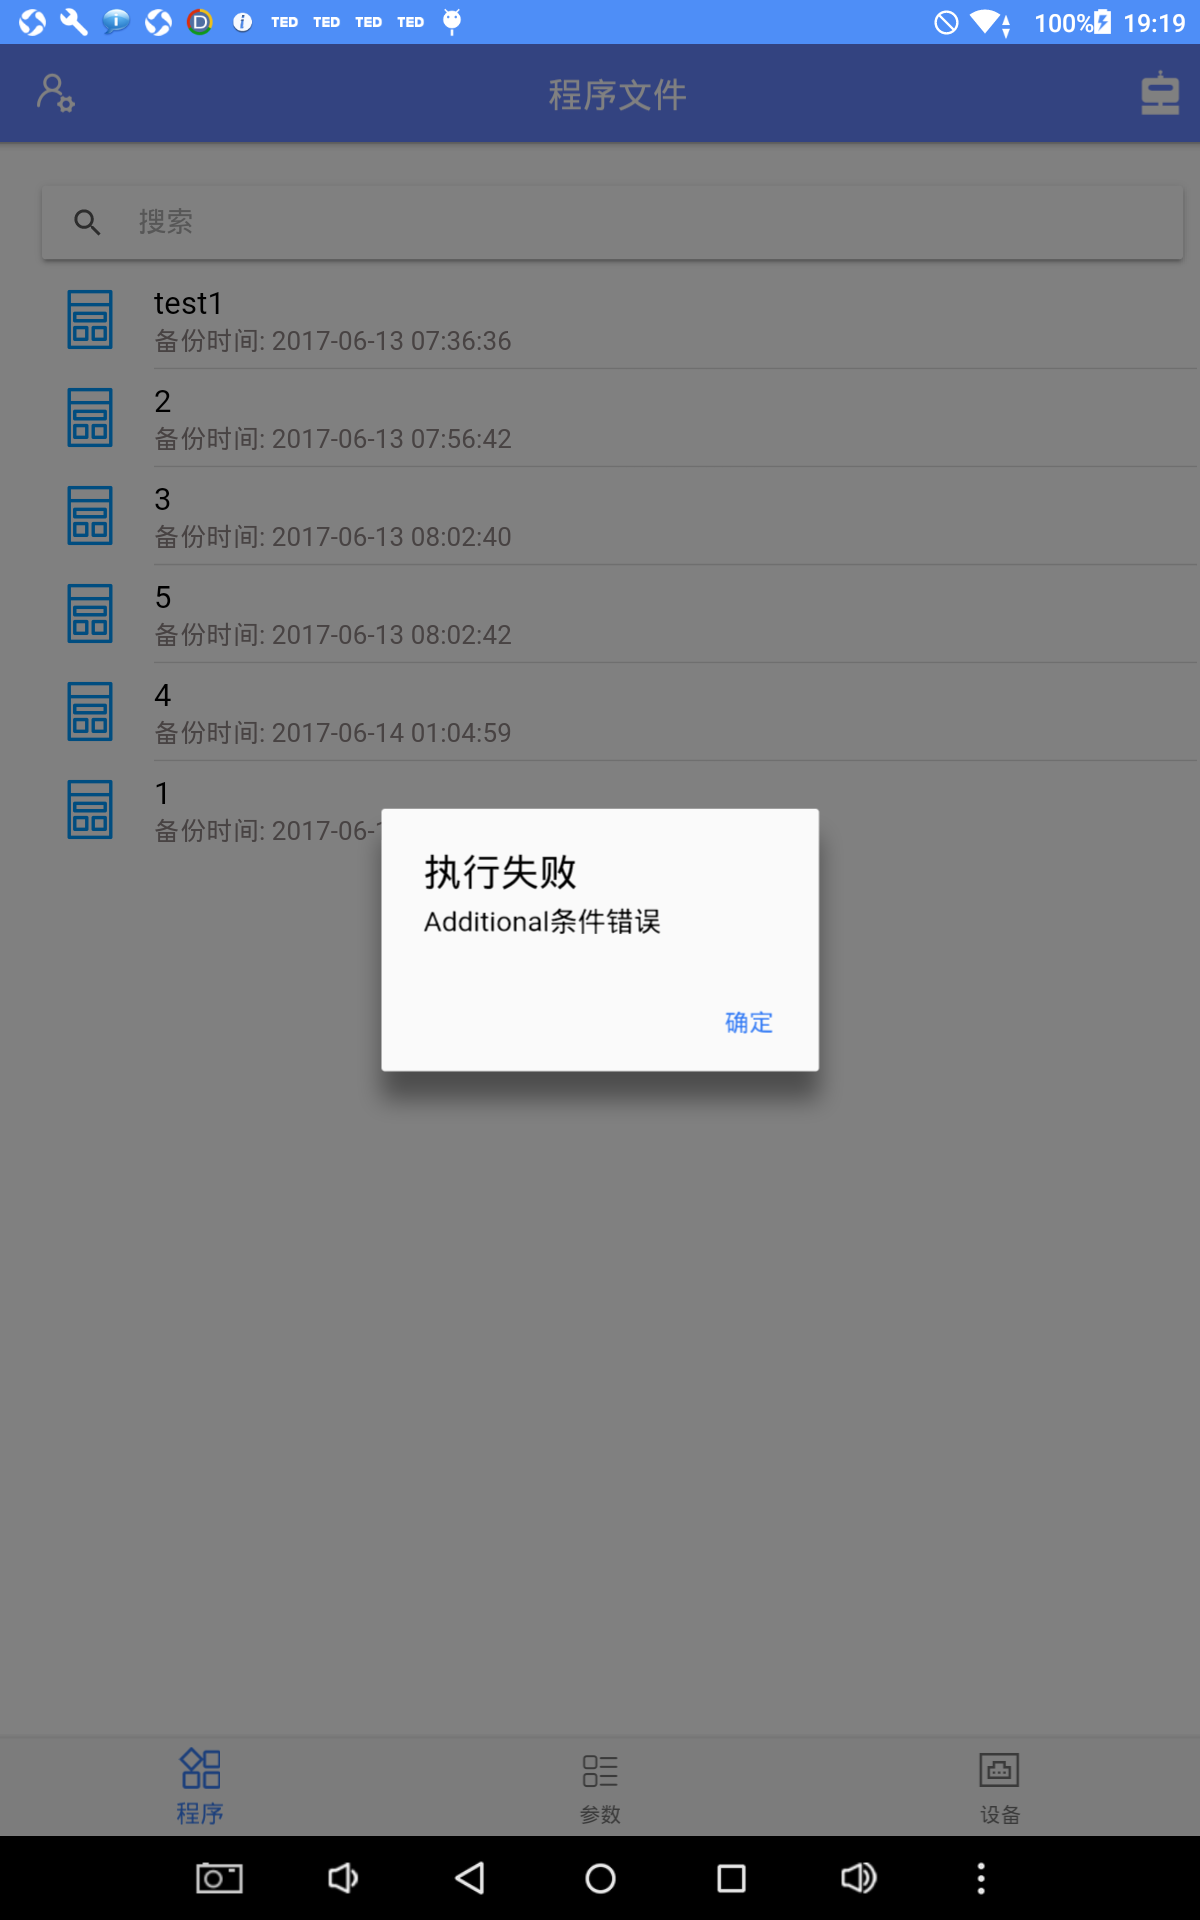 TED TED TED TED 100% 19:19
程序文件
搜索
test1
备份时间: 2017-06-13 07:36:36
2
备份时间: 2017-06-13 07:56:42
3
备份时间: 2017-06-13 08:02:40
5
备份时间: 2017-06-13 08:02:42
4
备份时间: 2017-06-14 01:04:59
1
备份时间: 2017-06-
执行失败
Additional条件错误
确定
程序 参数 设备